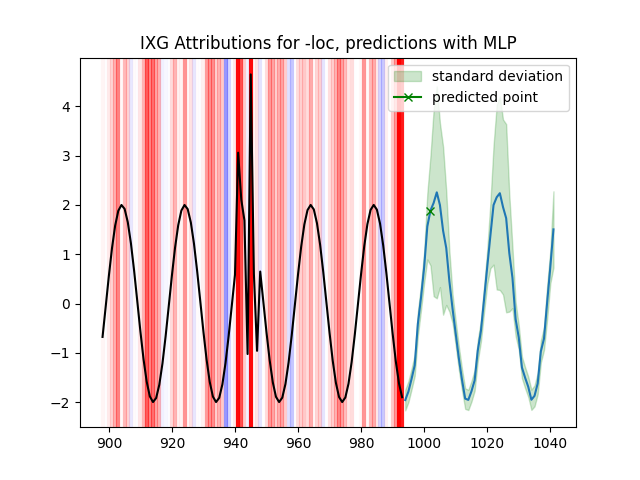 IXG Attributions for -loc, predictions with MLP
standard deviation
predicted point
4
3
2
1
0
−1
−2
900 920 940 960 980 1000 1020 1040